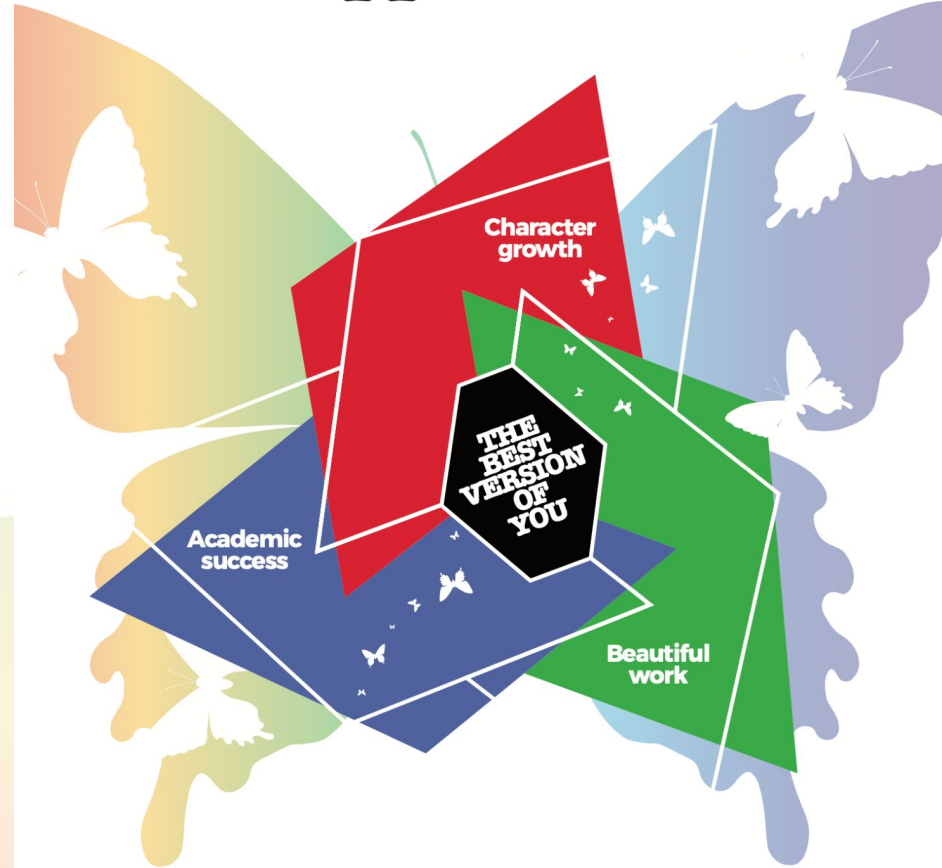 Character
growth
THE
BEST
VERSION
OF
YOU
Academic
success
Beautiful
work